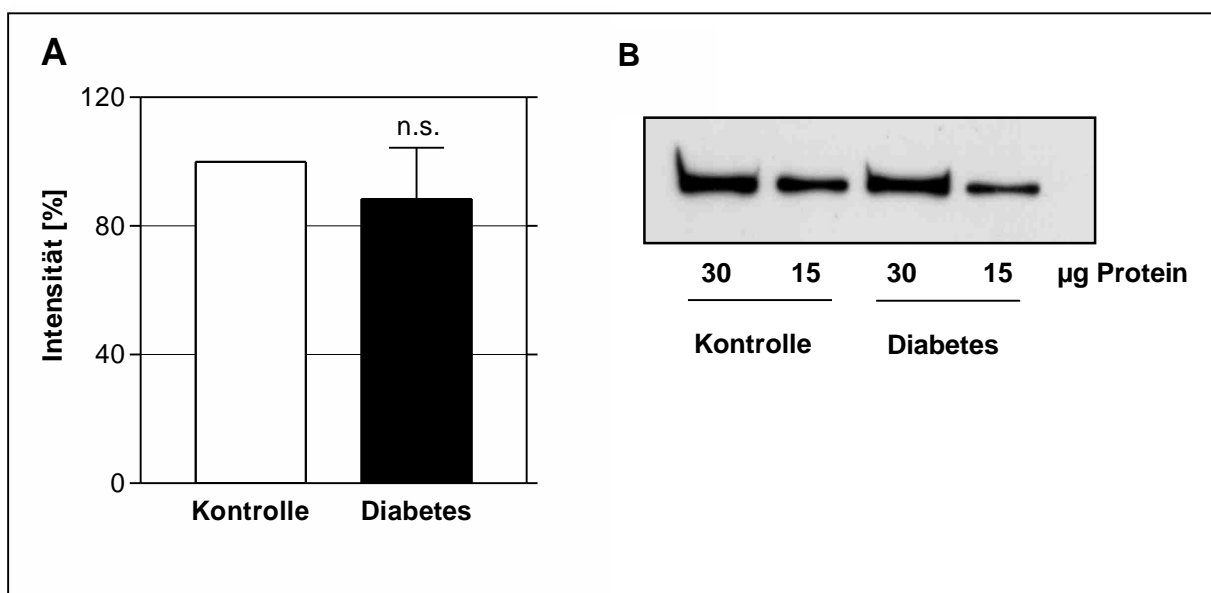 A
120
80
40
0
Intensität [%]
n.s.
Kontrolle Diabetes
B
30 15 30 15 µg Protein
Kontrolle Diabetes